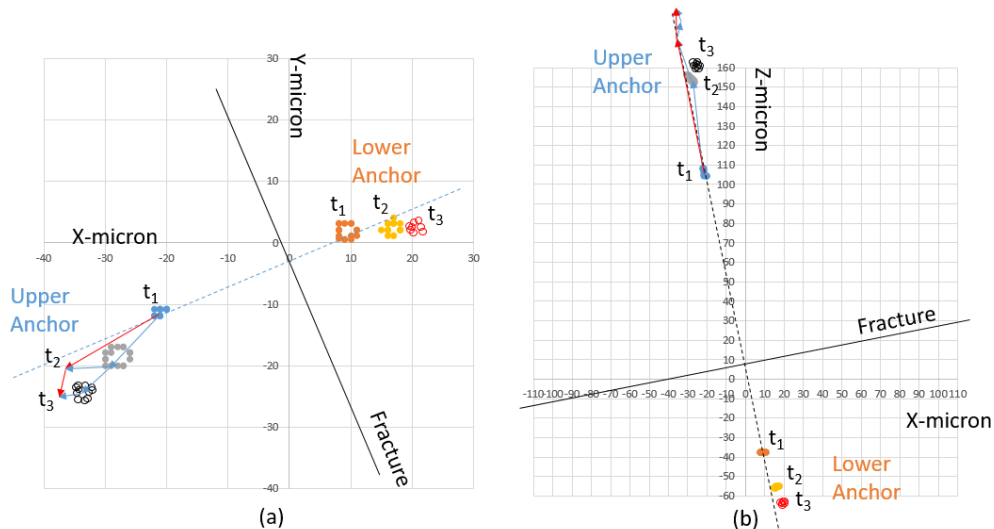 30
20
10
0
-10
-20
-30
-40
-40
-30
-20
-10
0
10
20
30
Y-micron
X-micron
Lower
Anchor
t1
t2
t3
Upper
Anchor
t1
t2
t3
Fracture
(a)
Upper
Anchor
t3
t2
t1
Z-micron
160
150
140
130
120
110
100
90
80
70
60
50
40
30
20
10
0
-10
-20
-30
-40
-50
-60
-110
-100
-90
-80
-70
-60
-50
-40
-30
-20
-10
0
10
20
30
40
50
60
70
80
90
100
110
Fracture
X-micron
t1
t2
t3
Lower
Anchor
(b)